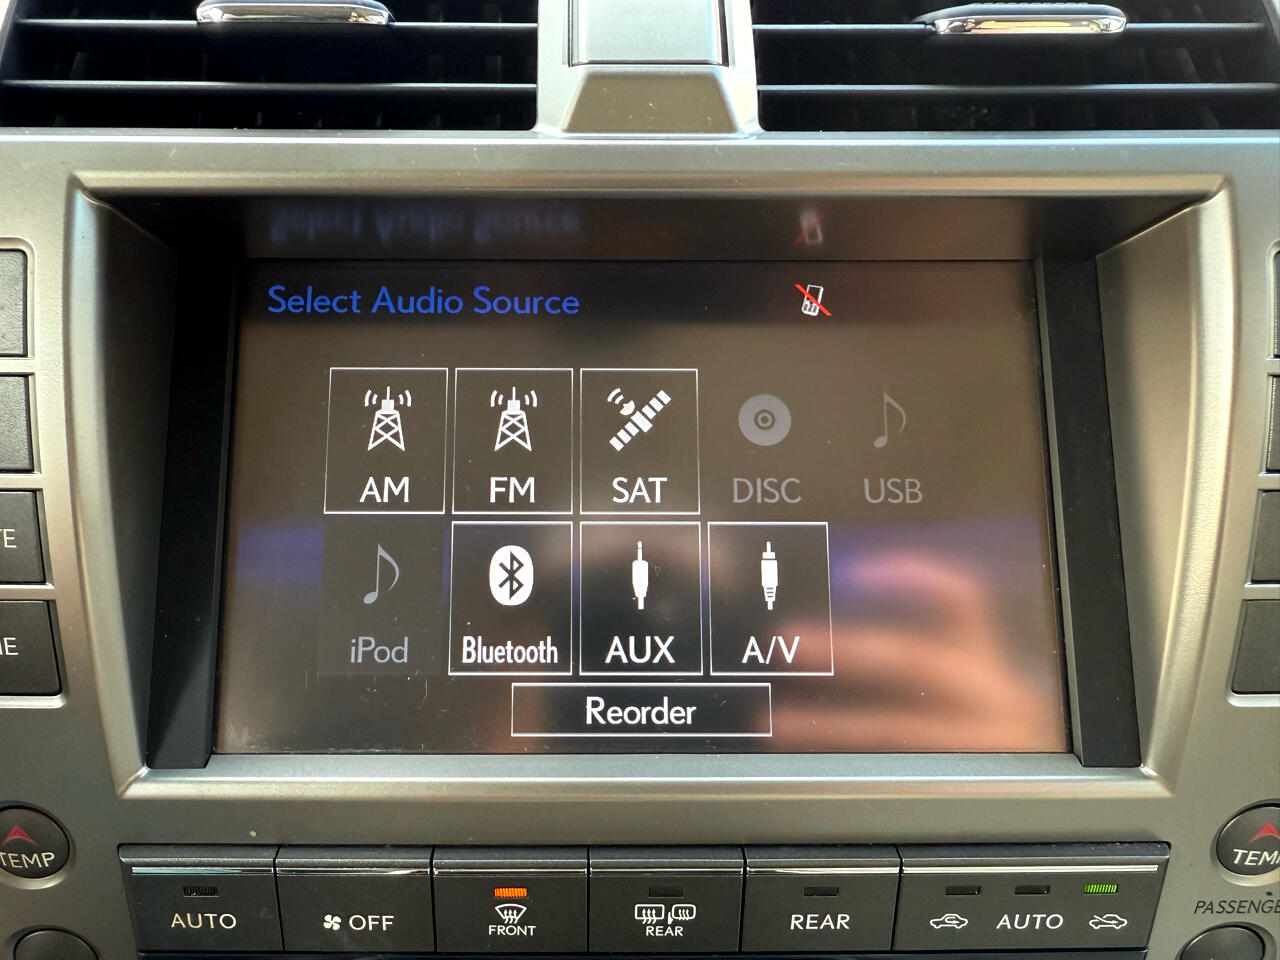 Select Audio Source
AM FM SAT DISC USB
iPod Bluetooth AUX A/V
Reorder
TEMP
AUTO OFF FRONT REAR REAR AUTO
PASSENGE